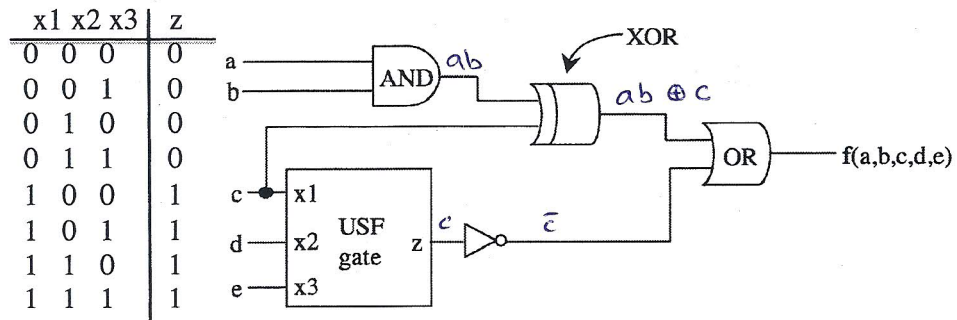 x1 x2 x3 z
0 0 0 0
0 0 1 0
0 1 0 0
0 1 1 0
1 0 0 1
1 0 1 1
1 1 0 1
1 1 1 1
XOR
a
b
AND
ab
ab ⊕ c
OR
f(a,b,c,d,e)
c
x1
d
x2
USF
gate
z
c
c̄
e
x3